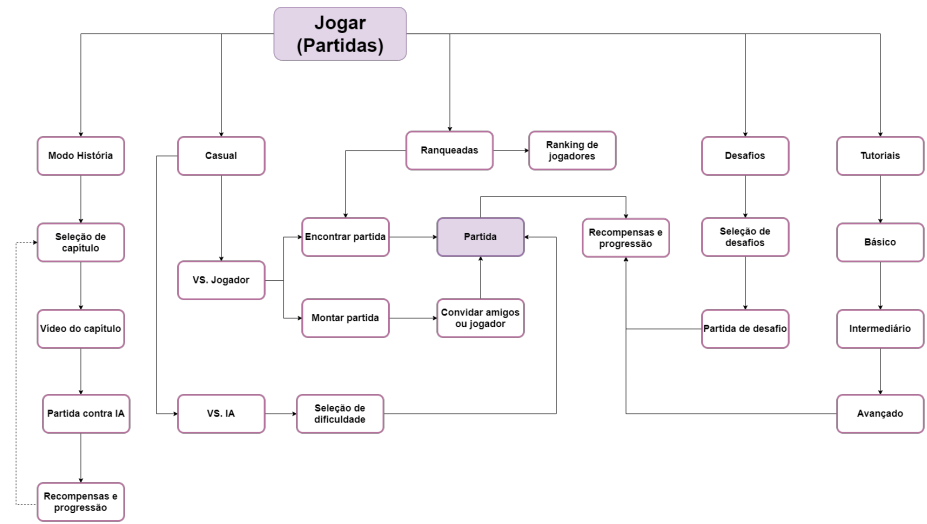 Jogar
(Partidas)
Modo História
Casual
Ranqueadas
Ranking de
jogadores
Desafios
Tutoriais
Seleção de
capítulo
Encontrar partida
Partida
Recompensas e
progressão
Seleção de
desafios
Básico
VS. Jogador
Vídeo do capítulo
Montar partida
Convidar amigos
ou jogador
Partida de desafio
Intermediário
Partida contra IA
VS. IA
Seleção de
dificuldade
Avançado
Recompensas e
progressão